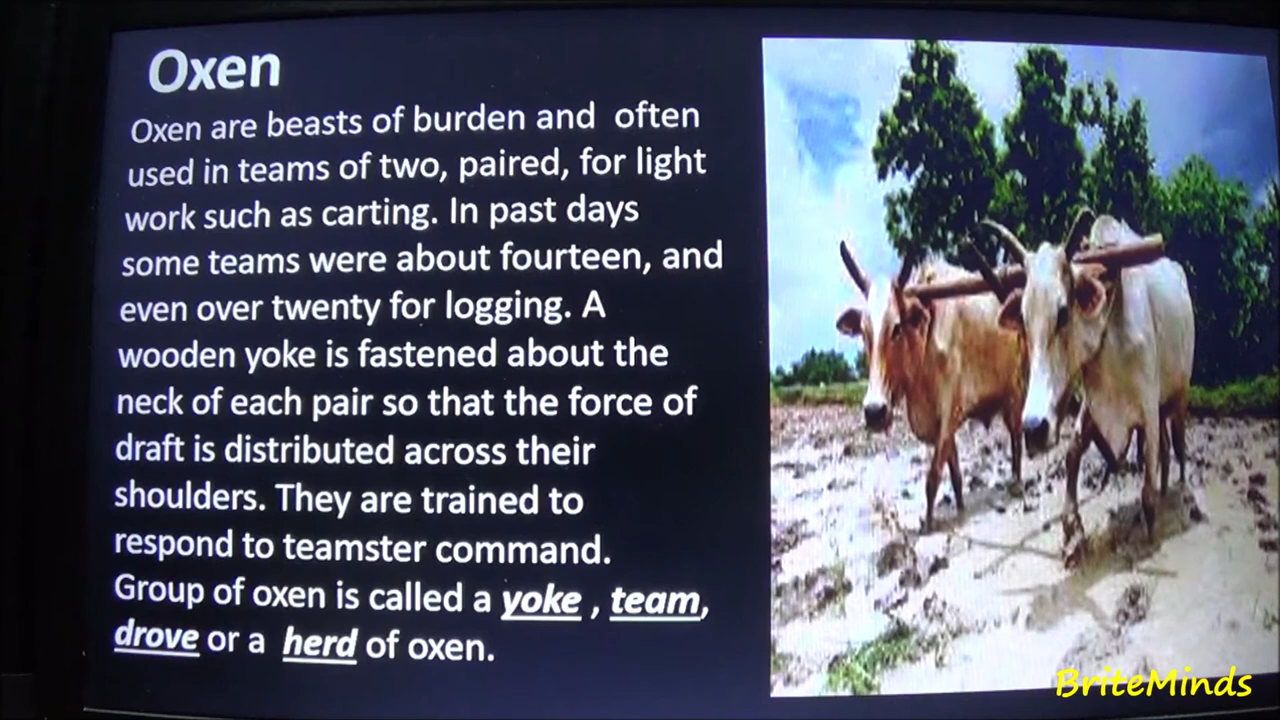 Oxen
Oxen are beasts of burden and often
used in teams of two, paired, for light
work such as carting. In past days
some teams were about fourteen, and
even over twenty for logging. A
wooden yoke is fastened about the
neck of each pair so that the force of
draft is distributed across their
shoulders. They are trained to
respond to teamster command.
Group of oxen is called a yoke , team,
drove or a herd of oxen.
BriteMinds